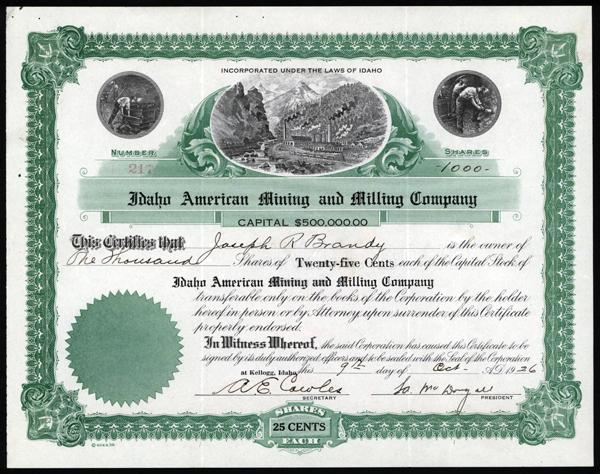 INCORPORATED UNDER THE LAWS OF IDAHO
NUMBER
217
SHARES
-1000-
Idaho American Mining and Milling Company
CAPITAL $500,000.00
This Certifies that Joseph R Brandy is the owner of
One Thousand Shares of Twenty-five Cents each of the Capital Stock of
Idaho American Mining and Milling Company
transferable only on the books of the Corporation by the holder
hereof in person or by Attorney upon surrender of this Certificate
properly endorsed.
In Witness Whereof, the said Corporation has caused this Certificate to be
signed by its duly authorized officers and to be sealed with the Seal of the Corporation
at Kellogg, Idaho, this 9th day of Oct- A.D. 1926
A. E. Cowles
SECRETARY
PRESIDENT
SHARES
25 CENTS
EACH